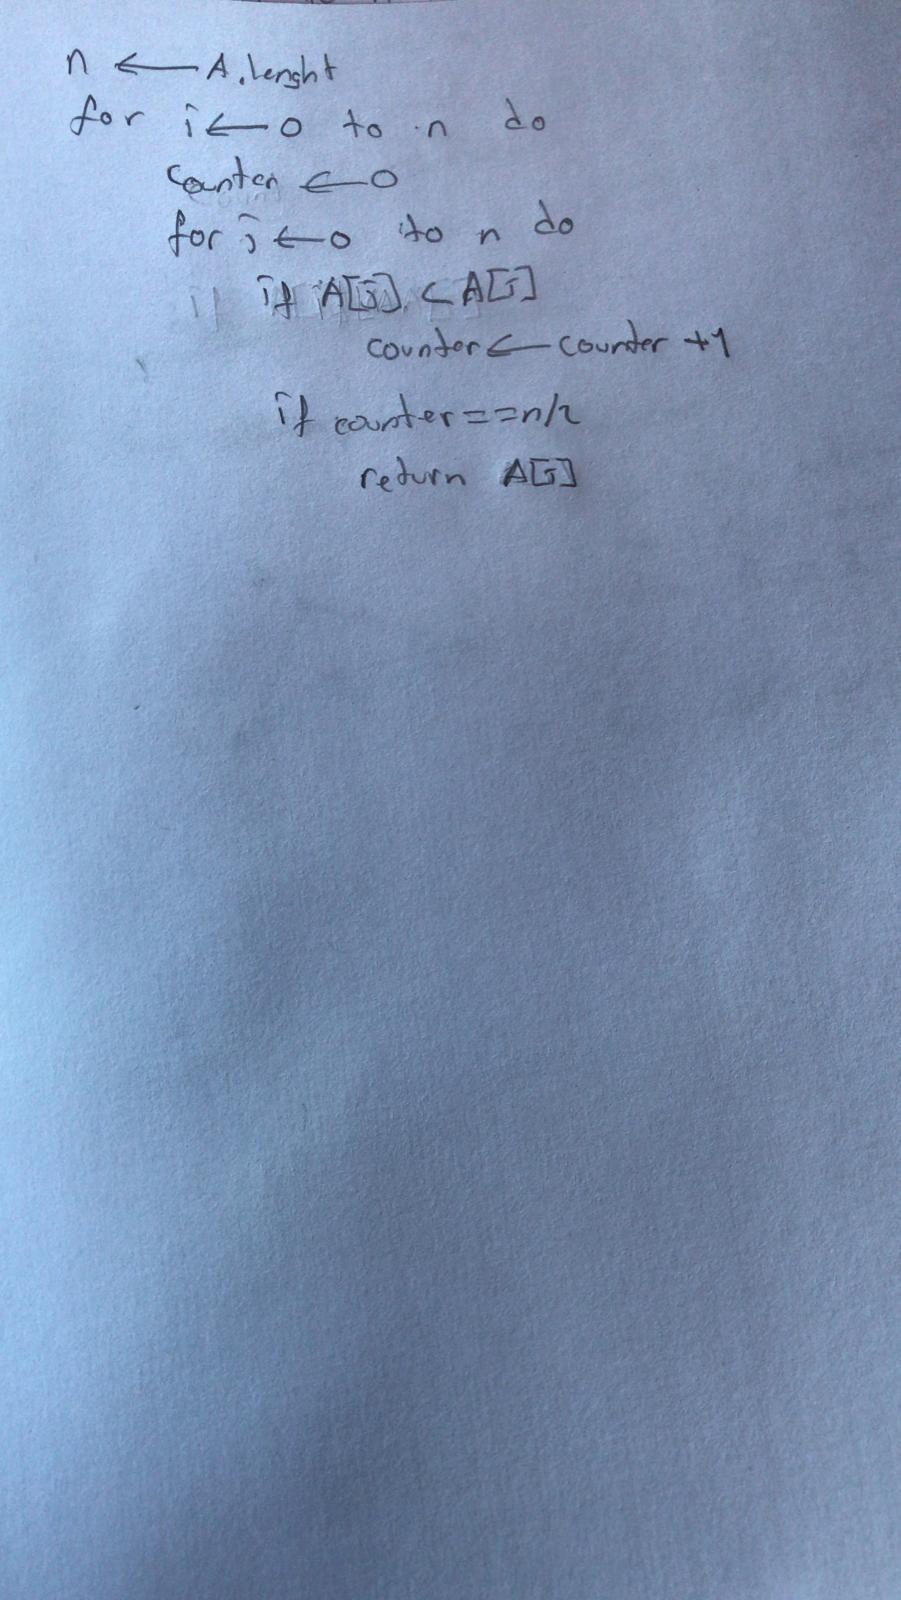 n ← A.lenght
for i ← 0 to n do
counter ← 0
for j ← 0 to n do
if A[j] < A[i]
counter ← counter +1
if counter == n/2
return A[i]